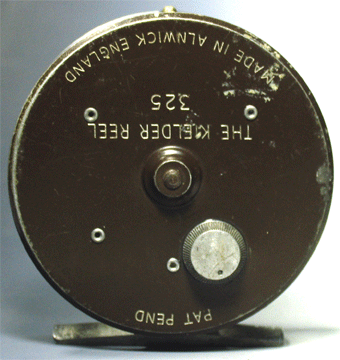 PAT PEND
THE KIELDER REEL
325
MADE IN ALNWICK ENGLAND